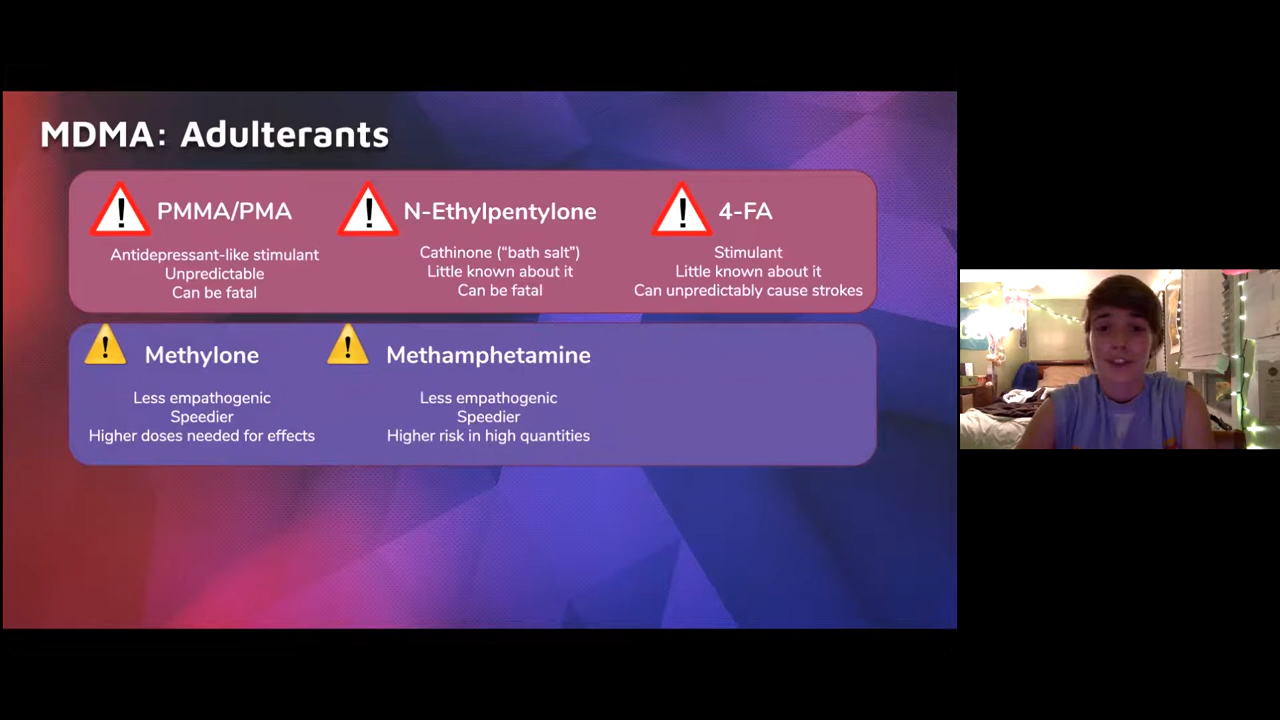 MDMA: Adulterants
PMMA/PMA
Antidepressant-like stimulant
Unpredictable
Can be fatal
N-Ethylpentylone
Cathinone (“bath salt”)
Little known about it
Can be fatal
4-FA
Stimulant
Little known about it
Can unpredictably cause strokes
Methylone
Less empathogenic
Speedier
Higher doses needed for effects
Methamphetamine
Less empathogenic
Speedier
Higher risk in high quantities